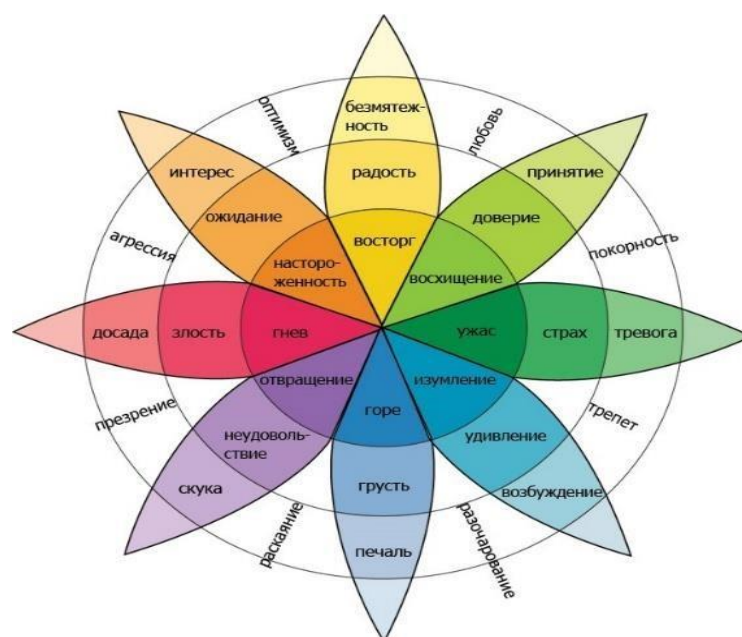 безмятеж-
ность
оптимизм
любовь
интерес
радость
принятие
ожидание
доверие
агрессия
восторг
покорность
насторо-
женность
восхищение
досада
злость
гнев
ужас
страх
тревога
отвращение
изумление
презрение
горе
трепет
неудоволь-
ствие
удивление
скука
грусть
возбуждение
раскаяние
печаль
разочарование